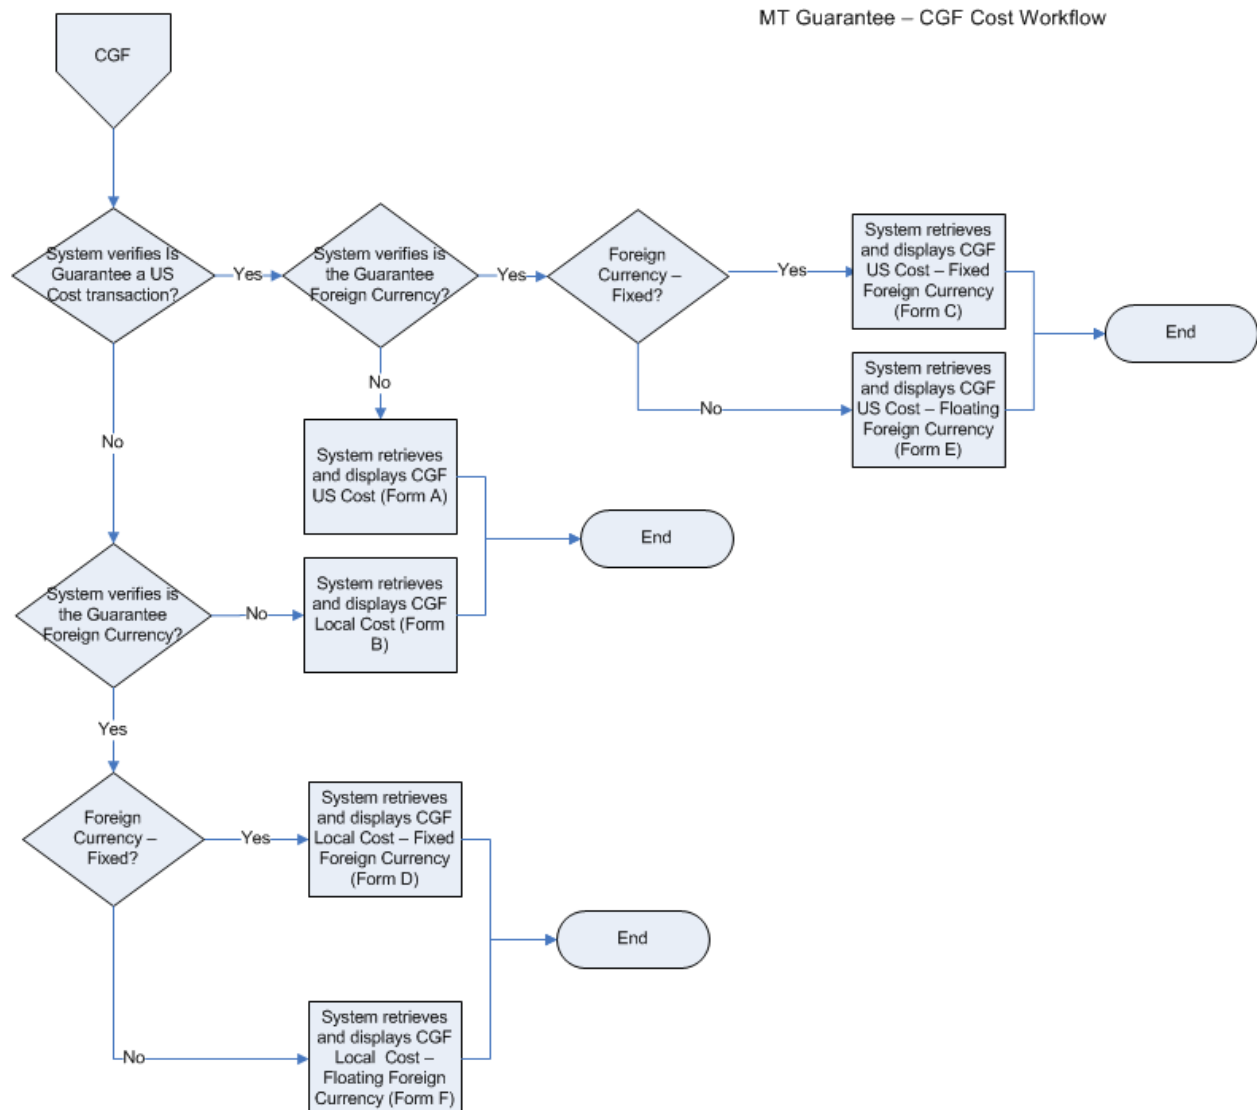 MT Guarantee – CGF Cost Workflow
CGF
System verifies Is
Guarantee a US
Cost transaction?
Yes
System verifies is
the Guarantee
Foreign Currency?
Yes
Foreign
Currency –
Fixed?
Yes
System retrieves
and displays CGF
US Cost – Fixed
Foreign Currency
(Form C)
End
No
System retrieves
and displays CGF
US Cost – Floating
Foreign Currency
(Form E)
No
System retrieves
and displays CGF
US Cost (Form A)
End
No
System verifies is
the Guarantee
Foreign Currency?
No
System retrieves
and displays CGF
Local Cost (Form
B)
Yes
Foreign
Currency –
Fixed?
Yes
System retrieves
and displays CGF
Local Cost – Fixed
Foreign Currency
(Form D)
End
No
System retrieves
and displays CGF
Local Cost –
Floating Foreign
Currency (Form F)